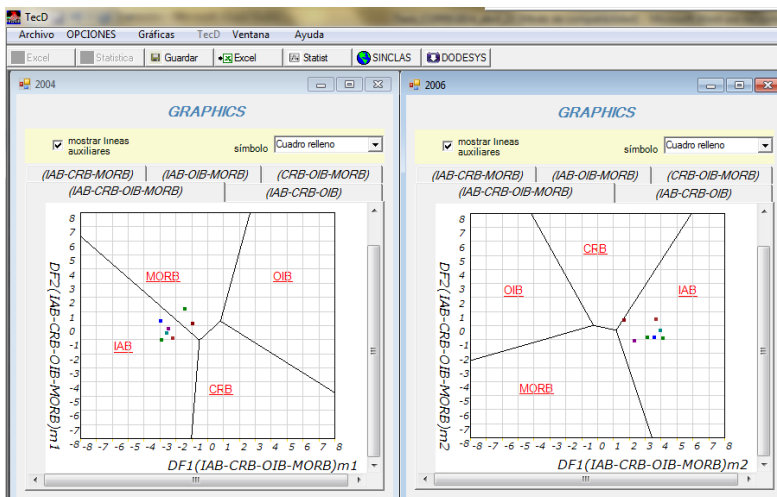 TecD
Archivo OPCIONES Gráficas TecD Ventana Ayuda
Excel Statistica Guardar Excel Statist SINCLAS DODESYS
2004
GRAPHICS
mostrar lineas auxiliares
símbolo Cuadro relleno
(IAB-CRB-MORB) (IAB-OIB-MORB) (CRB-OIB-MORB)
(IAB-CRB-OIB-MORB) (IAB-CRB-OIB)
DF2(IAB-CRB-OIB-MORB)m1
8
7
6
5
4
3
2
1
0
-1
-2
-3
-4
-5
-6
-7
-8 -8 -7 -6 -5 -4 -3 -2 -1 0 1 2 3 4 5 6 7 8
MORB
OIB
IAB
CRB
DF1(IAB-CRB-OIB-MORB)m1
2006
GRAPHICS
mostrar lineas auxiliares
símbolo Cuadro relleno
(IAB-CRB-MORB) (IAB-OIB-MORB) (CRB-OIB-MORB)
(IAB-CRB-OIB-MORB) (IAB-CRB-OIB)
DF2(IAB-CRB-OIB-MORB)m2
8
7
6
5
4
3
2
1
0
-1
-2
-3
-4
-5
-6
-7
-8 -8 -7 -6 -5 -4 -3 -2 -1 0 1 2 3 4 5 6 7 8
CRB
OIB
IAB
MORB
DF1(IAB-CRB-OIB-MORB)m2